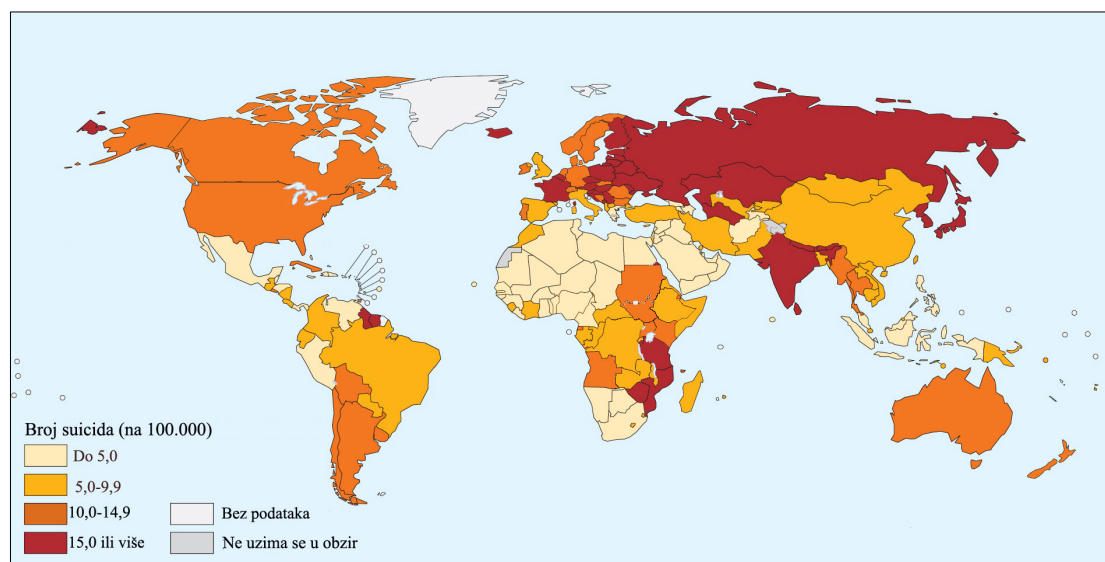 Broj suicida (na 100.000)
Do 5,0
5,0-9,9
10,0-14,9
15,0 ili više
Bez podataka
Ne uzima se u obzir